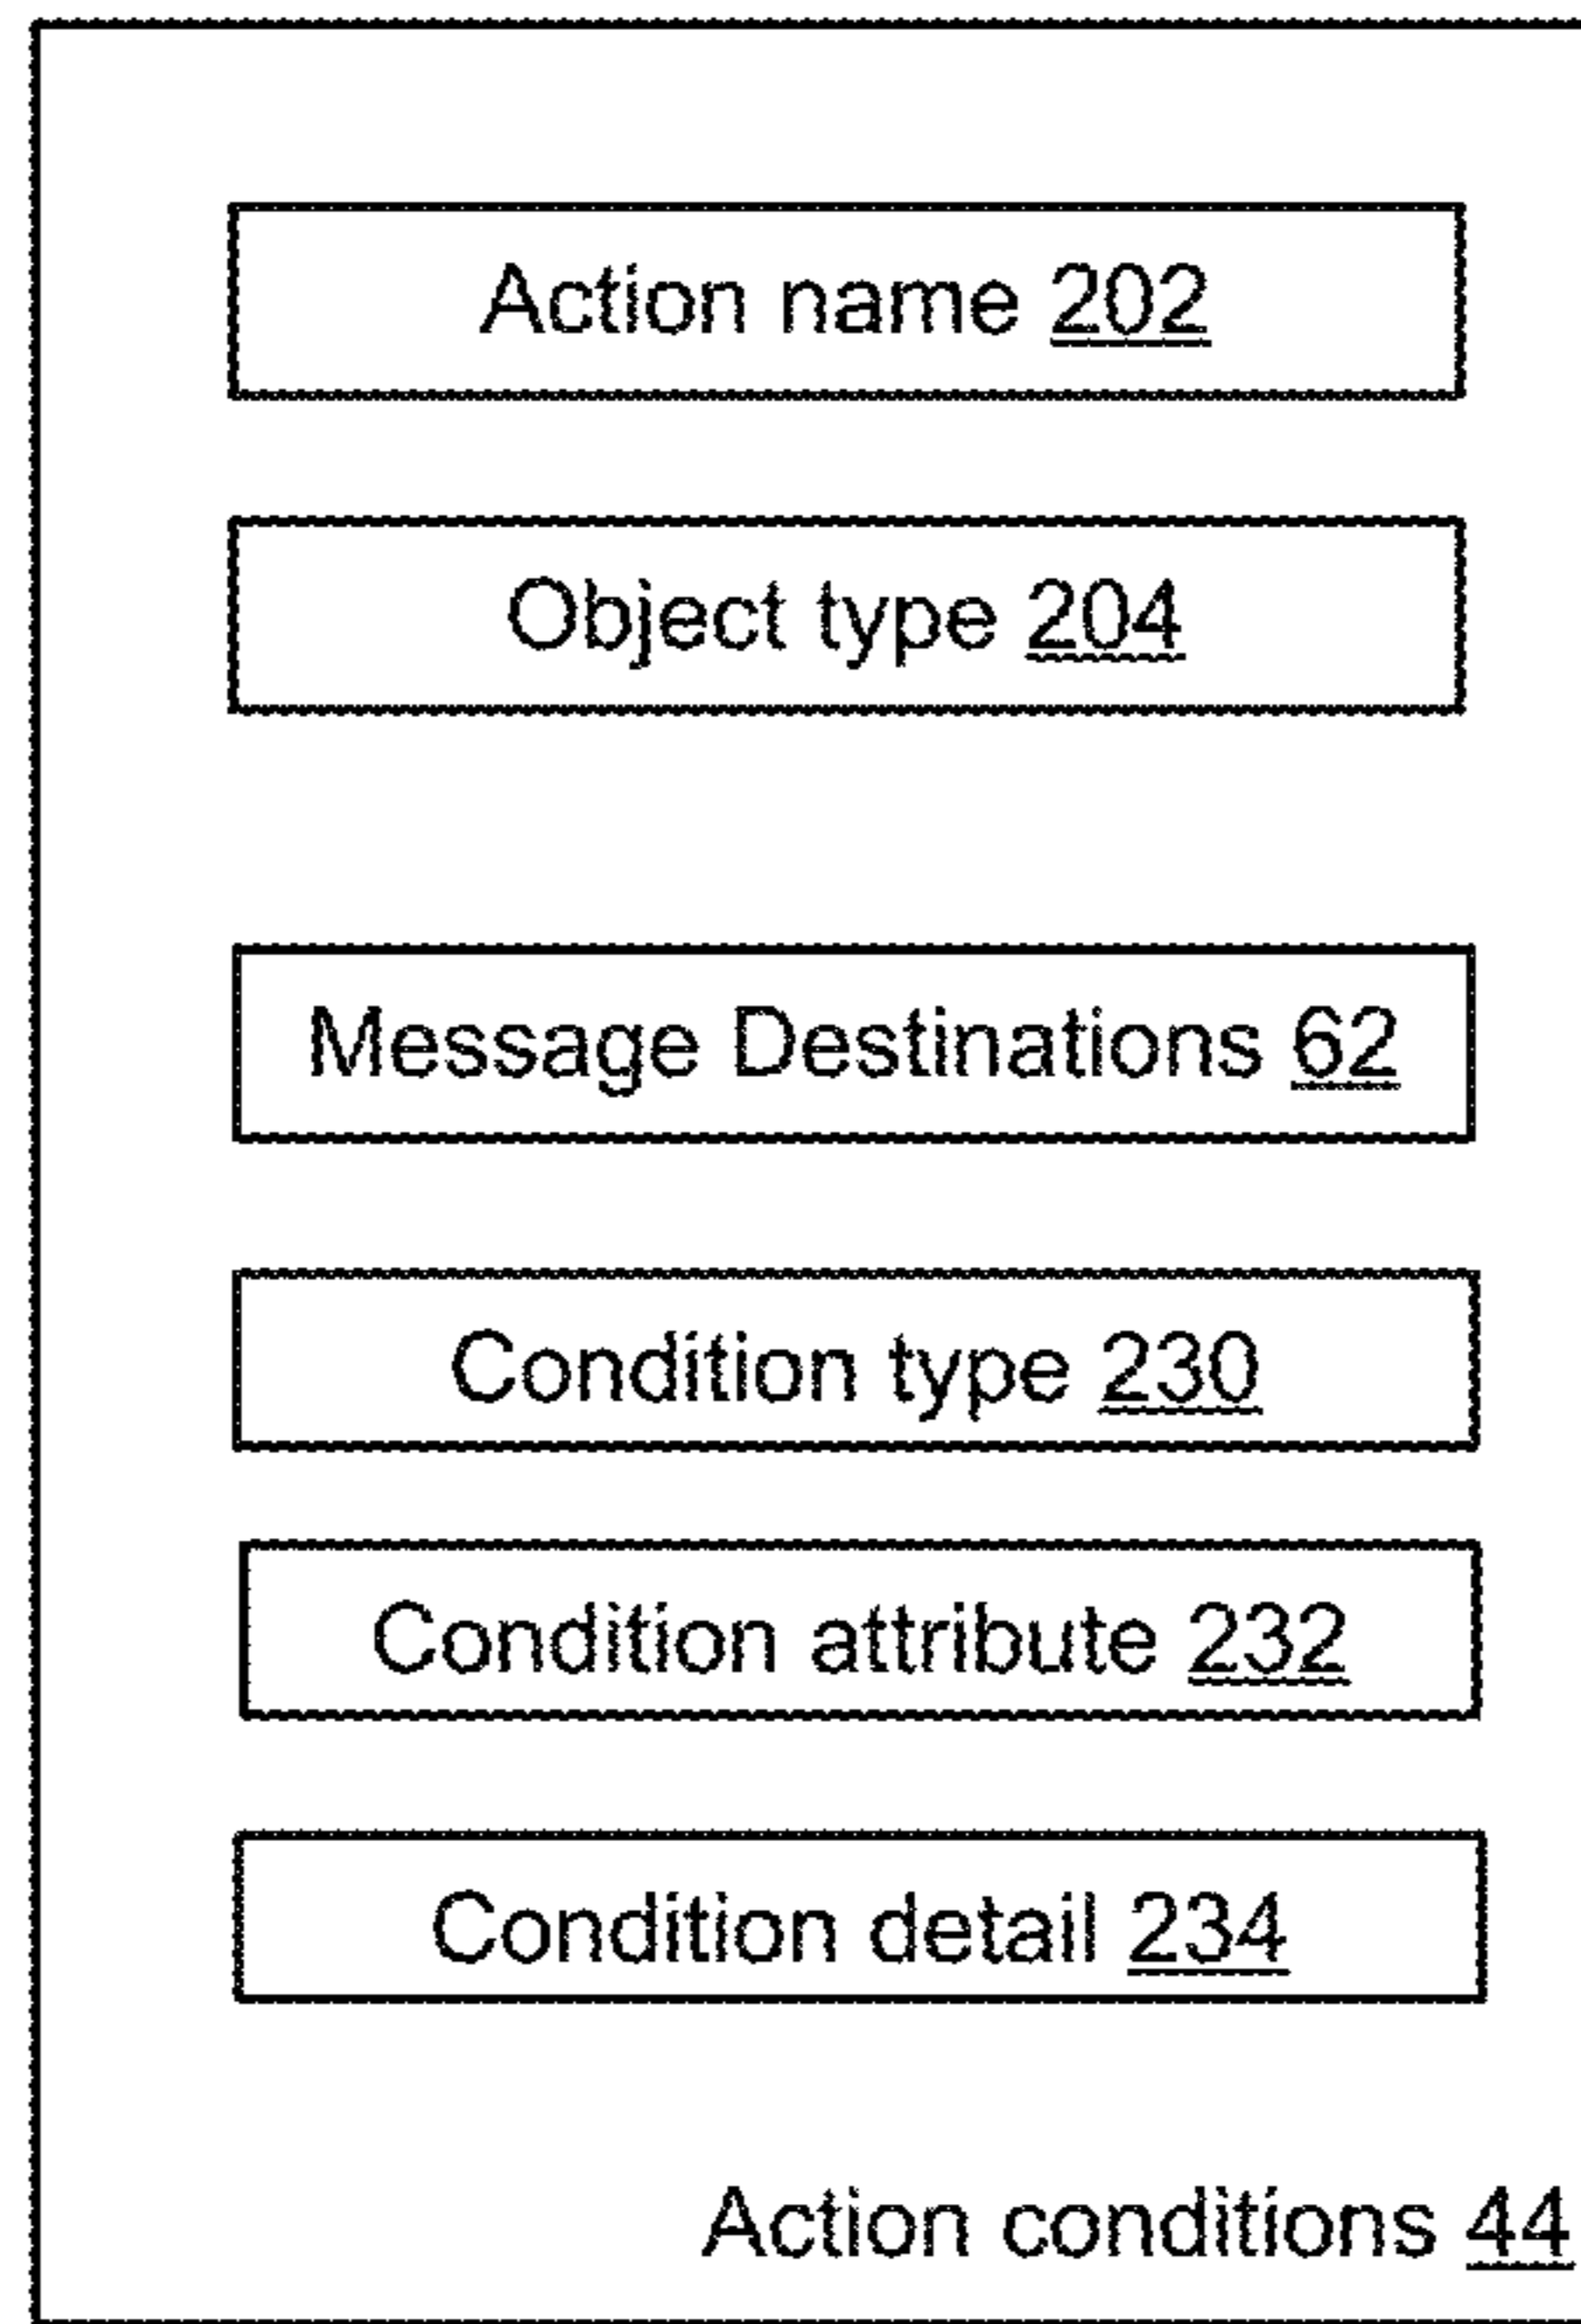 Action name 202
Object type 204
Message Destinations 62
Condition type 230
Condition attribute 232
Condition detail 234
Action conditions 44